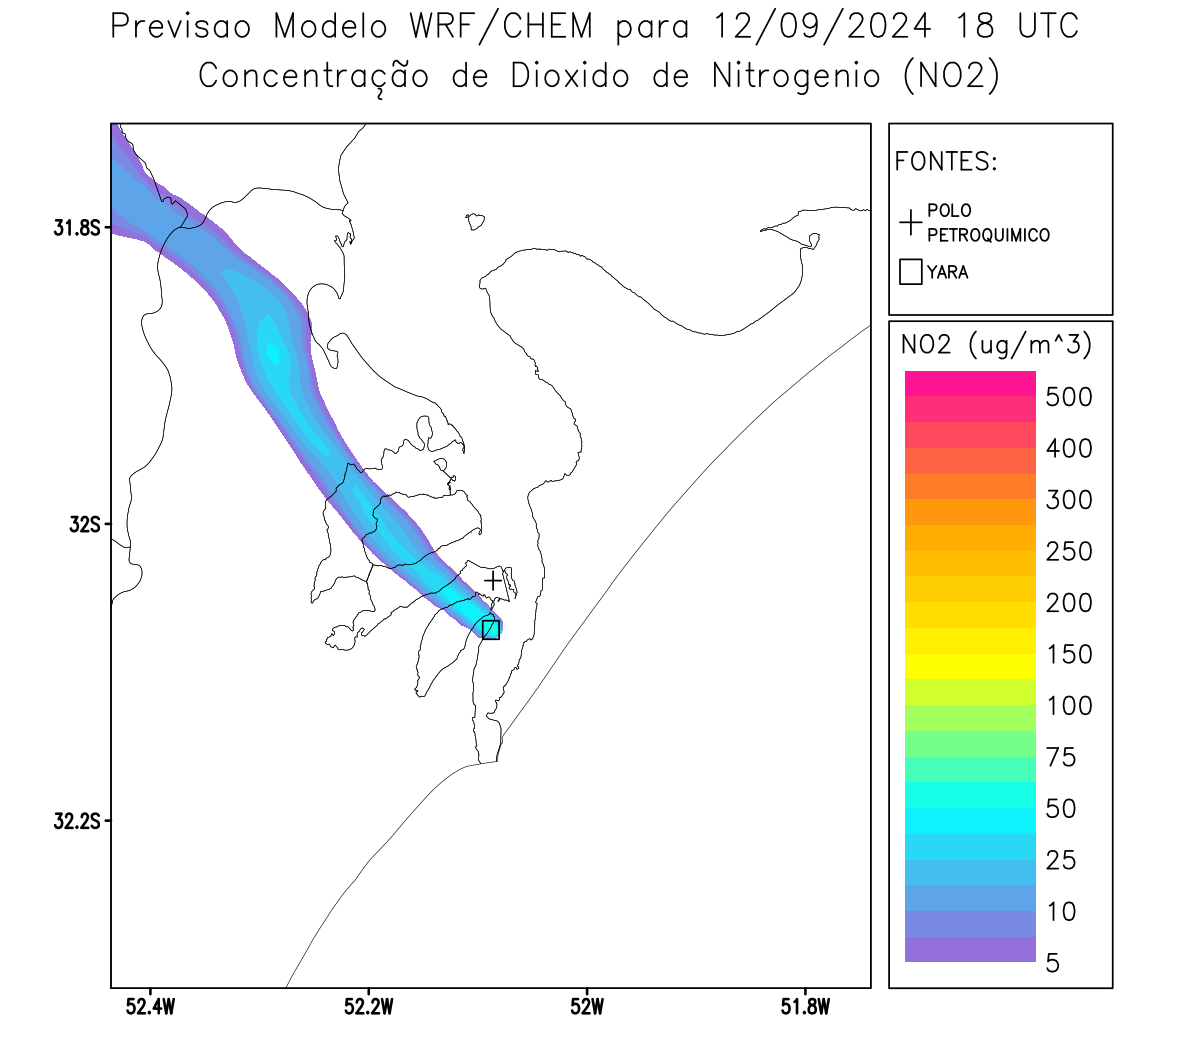 Previsao Modelo WRF/CHEM para 12/09/2024 18 UTC
Concentração de Dioxido de Nitrogenio (NO2)
FONTES:
POLO
PETROQUIMICO
YARA
NO2 (ug/m^3)
500
400
300
250
200
150
100
75
50
25
10
5
31.8S
32S
32.2S
52.4W
52.2W
52W
51.8W